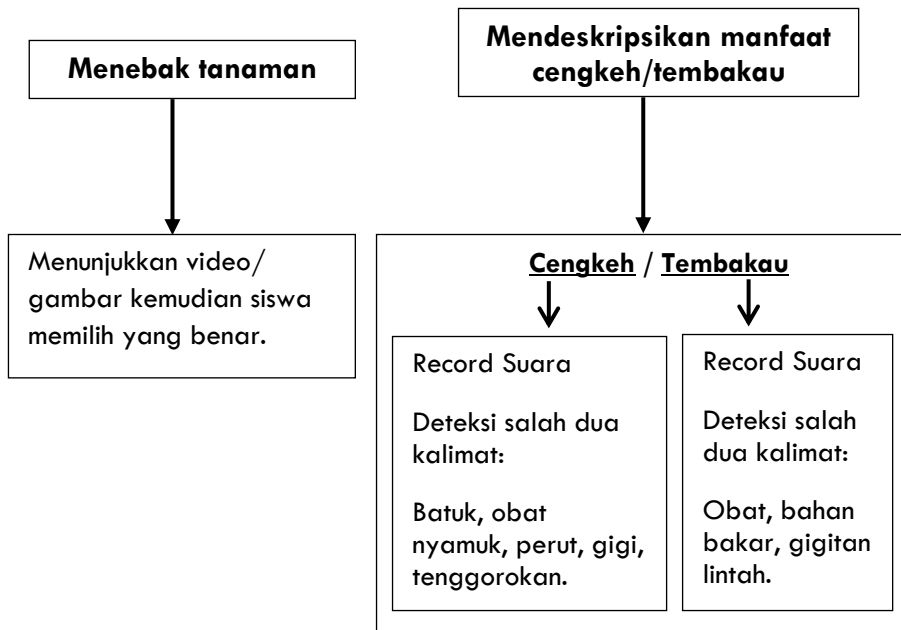 Menebak tanaman
Menunjukkan video/
gambar kemudian siswa
memilih yang benar.
Mendeskripsikan manfaat
cengkeh/tembakau
Cengkeh / Tembakau
Record Suara
Deteksi salah dua
kalimat:
Batuk, obat
nyamuk, perut, gigi,
tenggorokan.
Record Suara
Deteksi salah
dua kalimat:
Obat, bahan
bakar, gigitan
lintah.